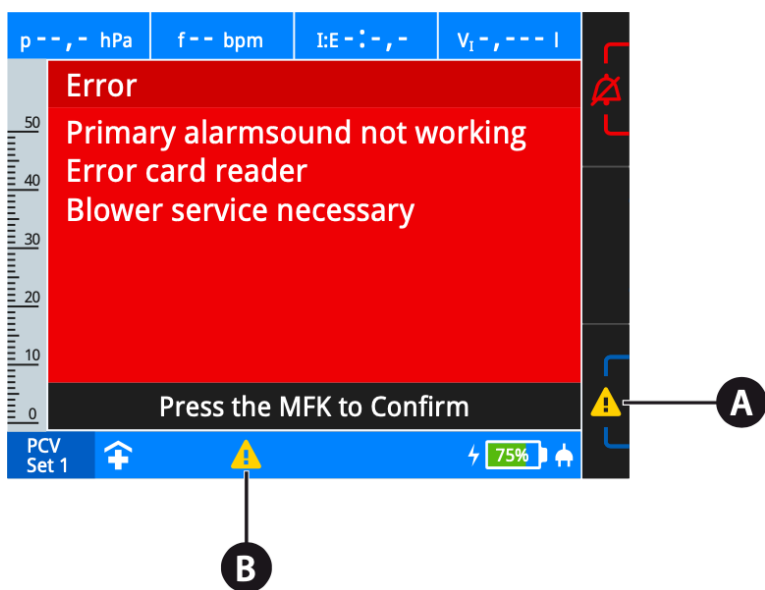 p --,- hPa f -- bpm I:E -:-,- VI -,--- l
Error
Primary alarmsound not working
Error card reader
Blower service necessary
50
40
30
20
10
0
Press the MFK to Confirm
A
PCV
Set 1
75%
B